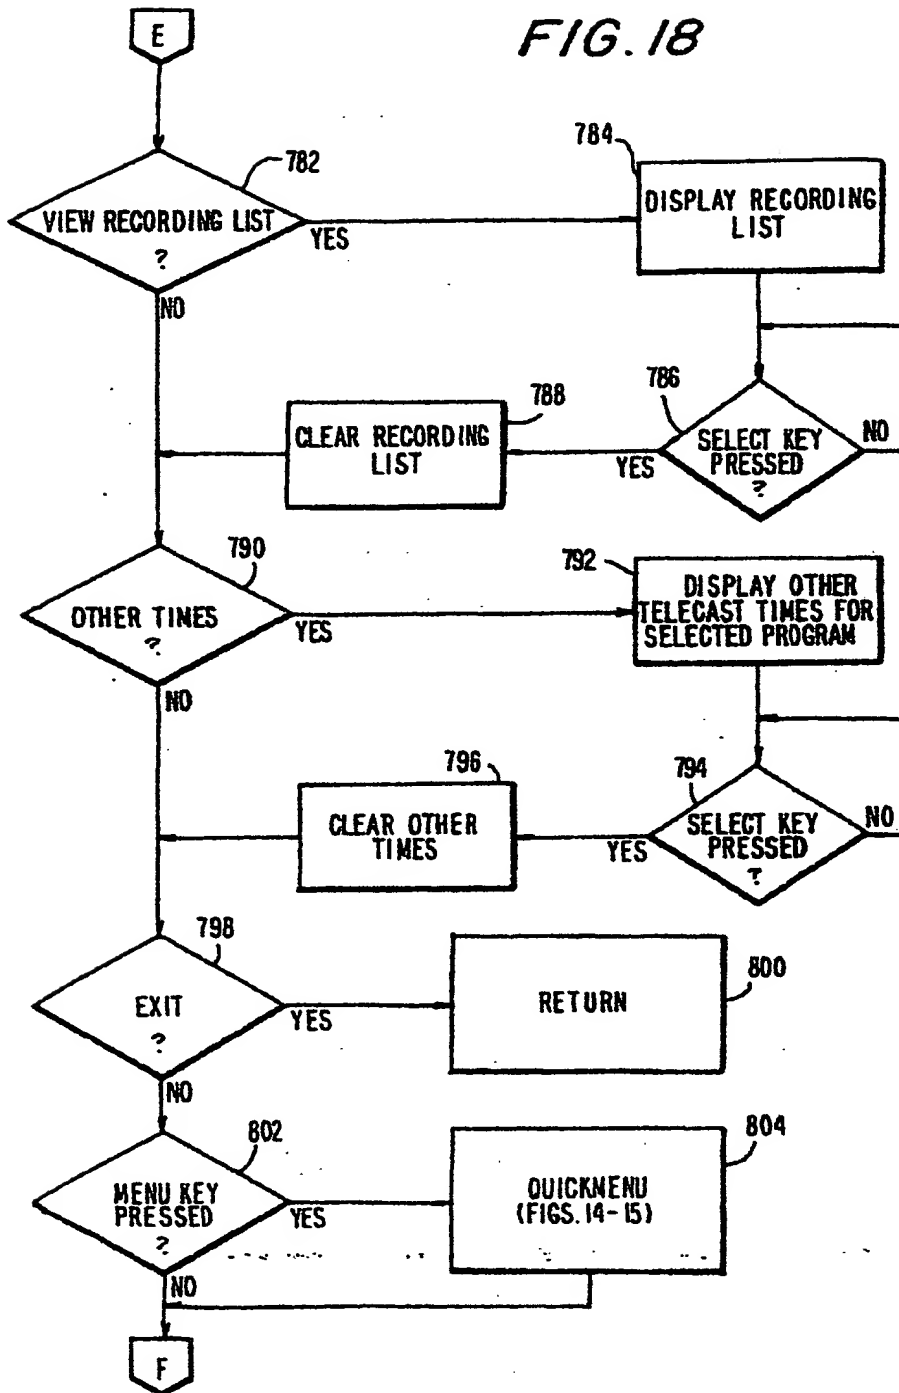 E
FIG. 18
782
784
VIEW RECORDING LIST
?
YES
DISPLAY RECORDING
LIST
NO
786
788
CLEAR RECORDING
LIST
YES
SELECT KEY
PRESSED
?
NO
790
792
OTHER TIMES
?
YES
DISPLAY OTHER
TELECAST TIMES FOR
SELECTED PROGRAM
NO
796
794
CLEAR OTHER
TIMES
YES
SELECT KEY
PRESSED
?
NO
798
EXIT
?
YES
RETURN
800
NO
802
804
MENU KEY
PRESSED
?
YES
QUICKMENU
(FIGS. 14-15)
NO
F